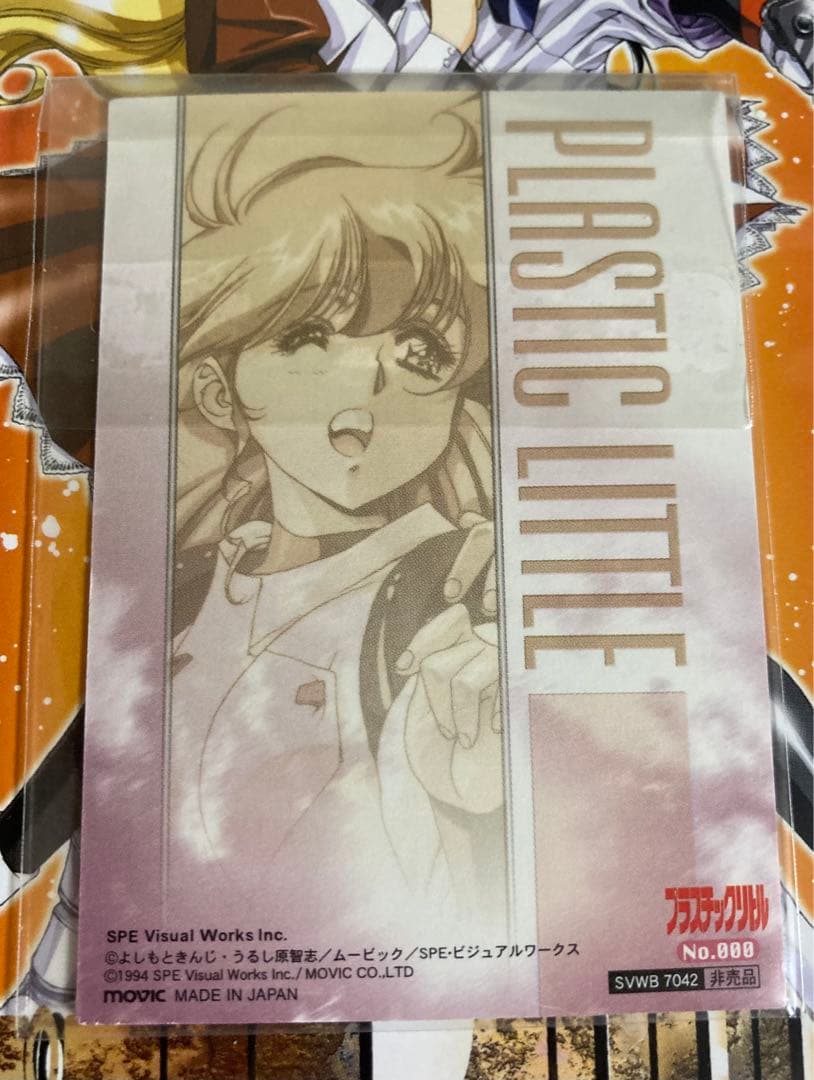 PLASTIC LITTLE
プラスチックリトル
No.000
SVWB 7042 非売品
SPE Visual Works Inc.
©よしもときんじ・うるし原智志／ムービック／SPE・ビジュアルワークス
©1994 SPE Visual Works Inc./ MOVIC CO.,LTD
movic MADE IN JAPAN